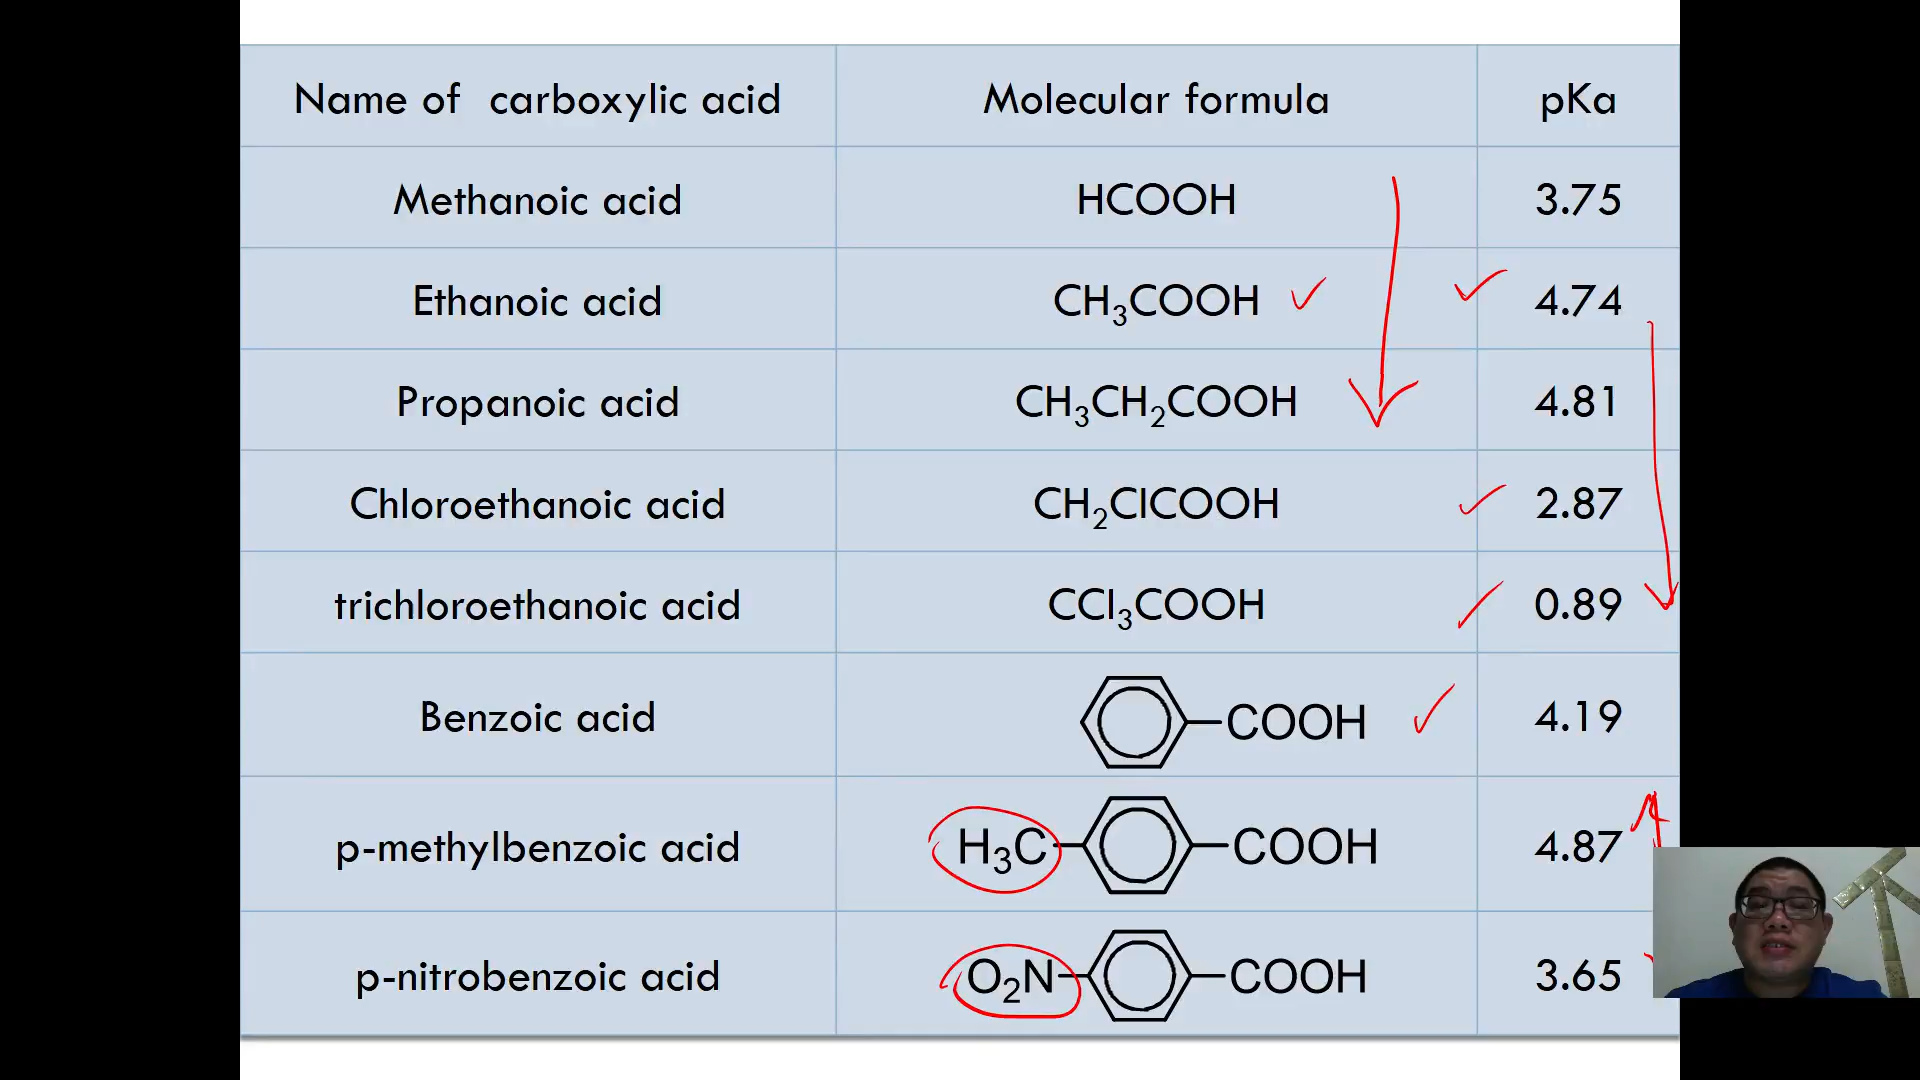 Name of carboxylic acid Molecular formula pKa
Methanoic acid HCOOH 3.75
Ethanoic acid CH₃COOH 4.74
Propanoic acid CH₃CH₂COOH 4.81
Chloroethanoic acid CH₂ClCOOH 2.87
trichloroethanoic acid CCl₃COOH 0.89
Benzoic acid COOH 4.19
p-methylbenzoic acid H₃C COOH 4.87
p-nitrobenzoic acid O₂N COOH 3.65